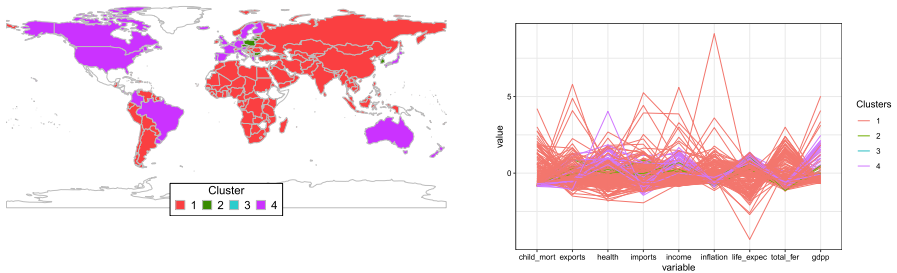 Cluster
1 2 3 4
5
0
value
child_mort exports health imports income inflation life_expec total_fer gdpp
variable
Clusters
1
2
3
4